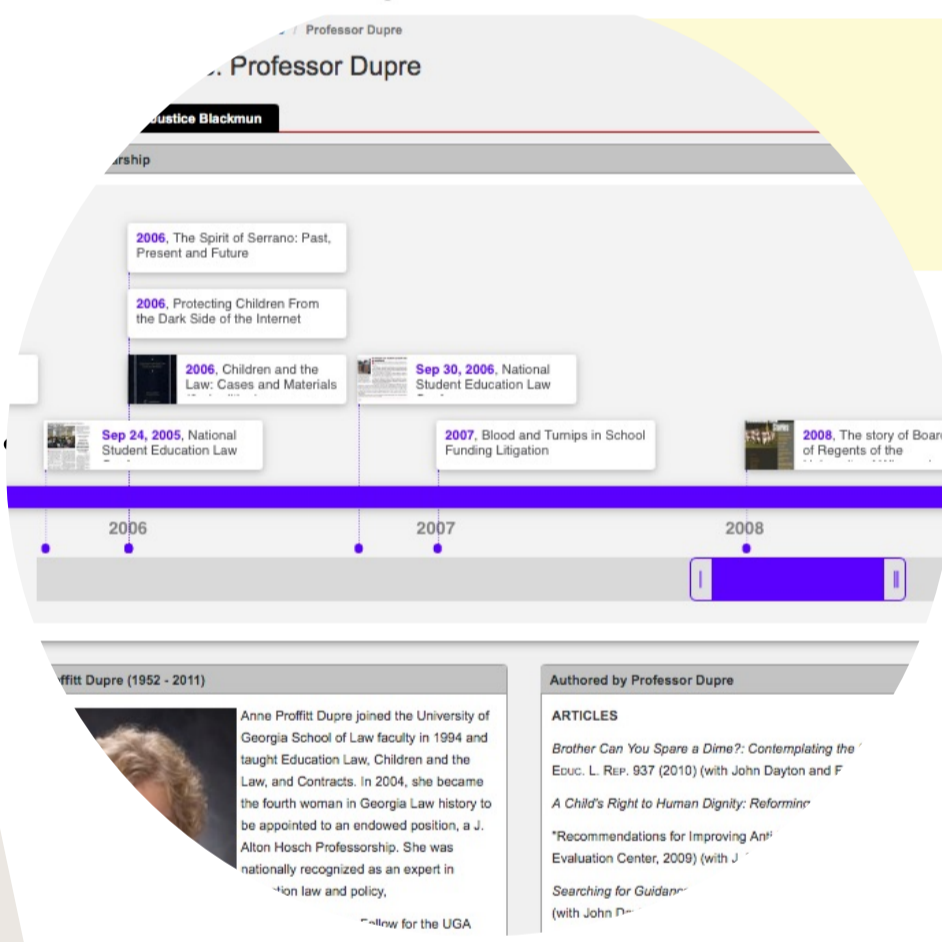 / Professor Dupre
Professor Dupre
Justice Blackmun
2006, The Spirit of Serrano: Past,
Present and Future
2006, Protecting Children From
the Dark Side of the Internet
2006, Children and the
Law: Cases and Materials
Sep 30, 2006, National
Student Education Law
Sep 24, 2005, National
Student Education Law
2007, Blood and Turnips in School
Funding Litigation
2008, The story of Board
of Regents of the
2006
2007
2008
Proffitt Dupre (1952 - 2011)
Anne Proffitt Dupre joined the University of
Georgia School of Law faculty in 1994 and
taught Education Law, Children and the
Law, and Contracts. In 2004, she became
the fourth woman in Georgia Law history to
be appointed to an endowed position, a J.
Alton Hosch Professorship. She was
nationally recognized as an expert in
law and policy,
Fellow for the UGA
Authored by Professor Dupre
ARTICLES
Brother Can You Spare a Dime?: Contemplating the
EDUC. L. REP. 937 (2010) (with John Dayton and
A Child's Right to Human Dignity: Reforming
"Recommendations for Improving
Evaluation Center, 2009) (with J.
Searching for Guidance
(with John